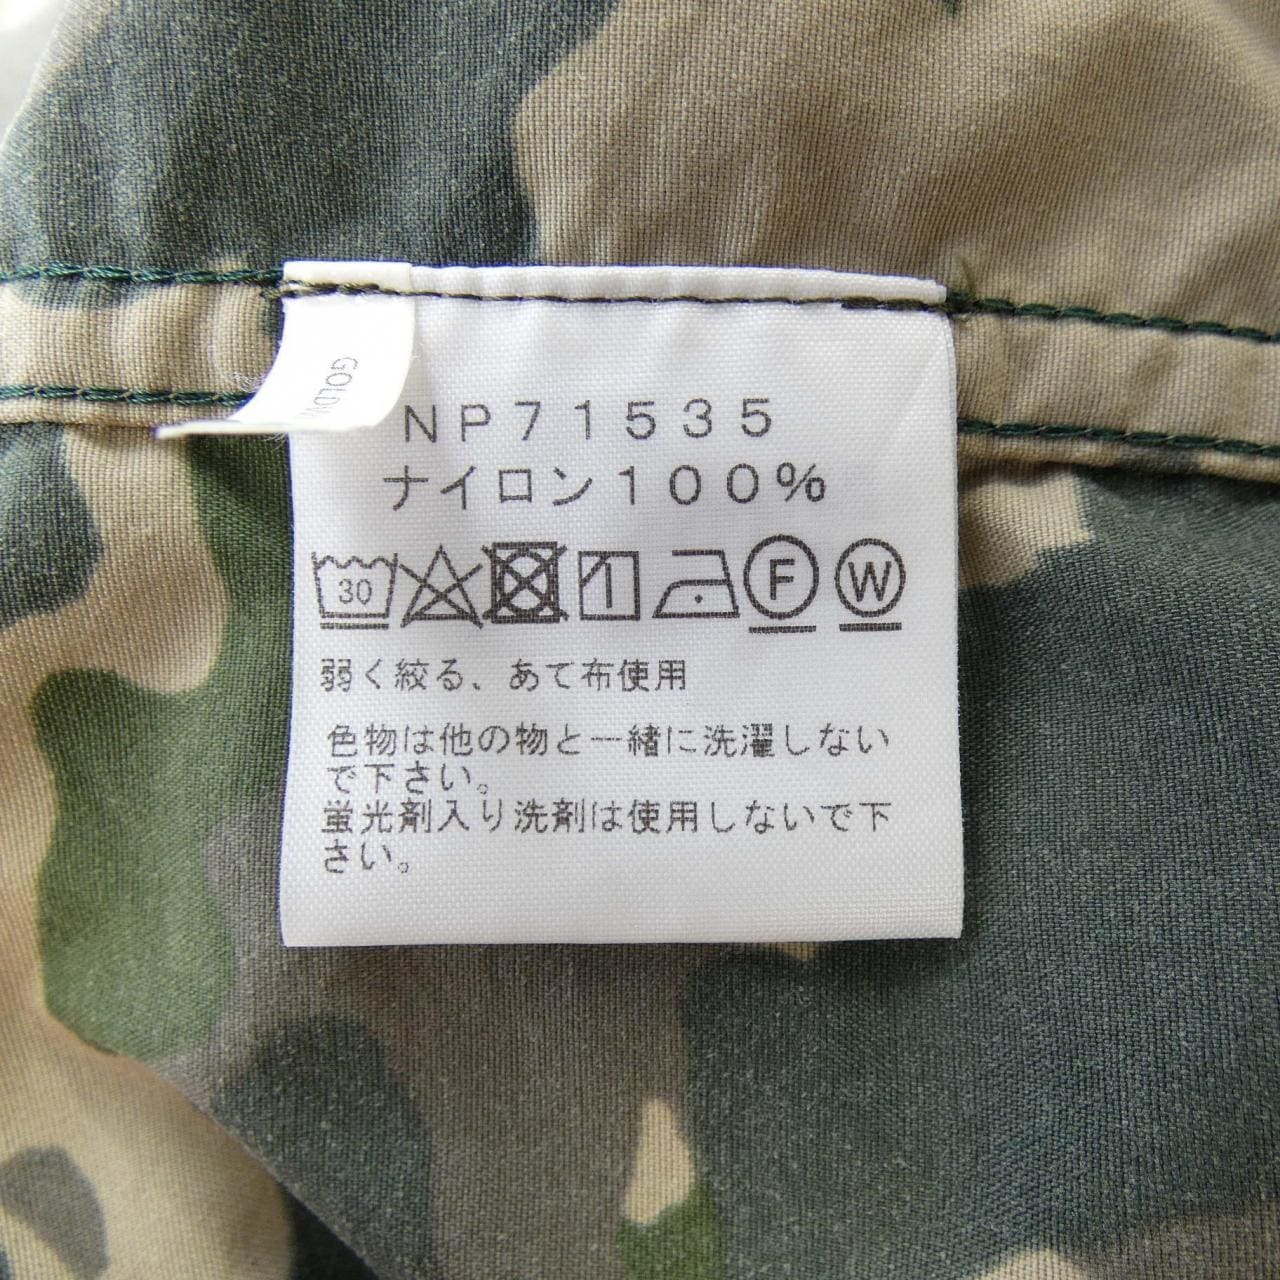 NP71535
ナイロン100%
30 F W
弱く絞る、あて布使用
色物は他の物と一緒に洗濯しない
で下さい。
蛍光剤入り洗剤は使用しないで下
さい。